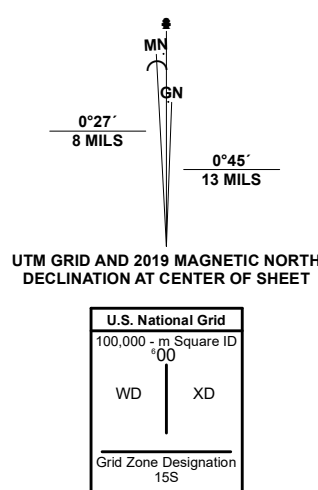 MN
GN
0°27´
8 MILS
0°45´
13 MILS
UTM GRID AND 2019 MAGNETIC NORTH
DECLINATION AT CENTER OF SHEET
U.S. National Grid
100,000 - m Square ID
⁶00
WD XD
Grid Zone Designation
15S